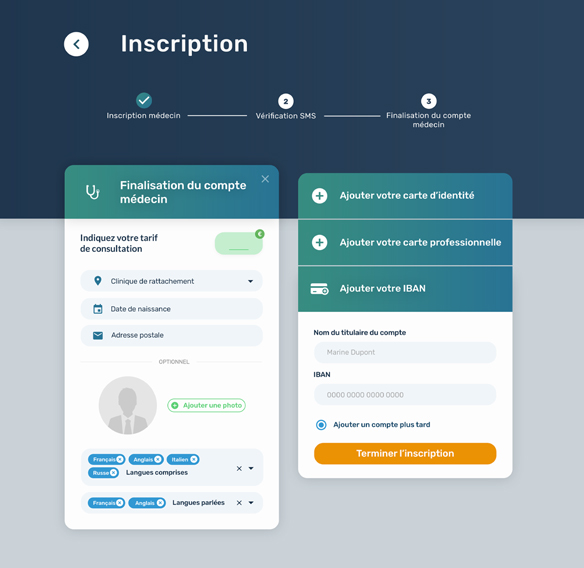 Inscription
Inscription médecin
2
Vérification SMS
3
Finalisation du compte
médecin
Finalisation du compte
médecin
Indiquez votre tarif
de consultation
€
Clinique de rattachement
Date de naissance
Adresse postale
OPTIONNEL
Ajouter une photo
Français Anglais Italien
Russe Langues comprises
Français Anglais Langues parlées
Ajouter votre carte d'identité
Ajouter votre carte professionnelle
Ajouter votre IBAN
Nom du titulaire du compte
Marine Dupont
IBAN
0000 0000 0000 0000
Ajouter un compte plus tard
Terminer l'inscription